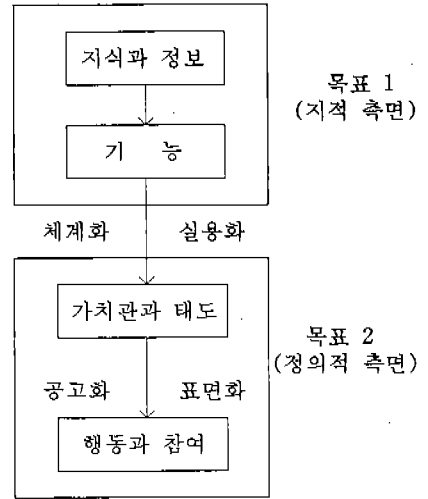 지식과 정보
목표 1
(지적 측면)
기 능
체계화 실용화
가치관과 태도
목표 2
(정의적 측면)
공고화 표면화
행동과 참여